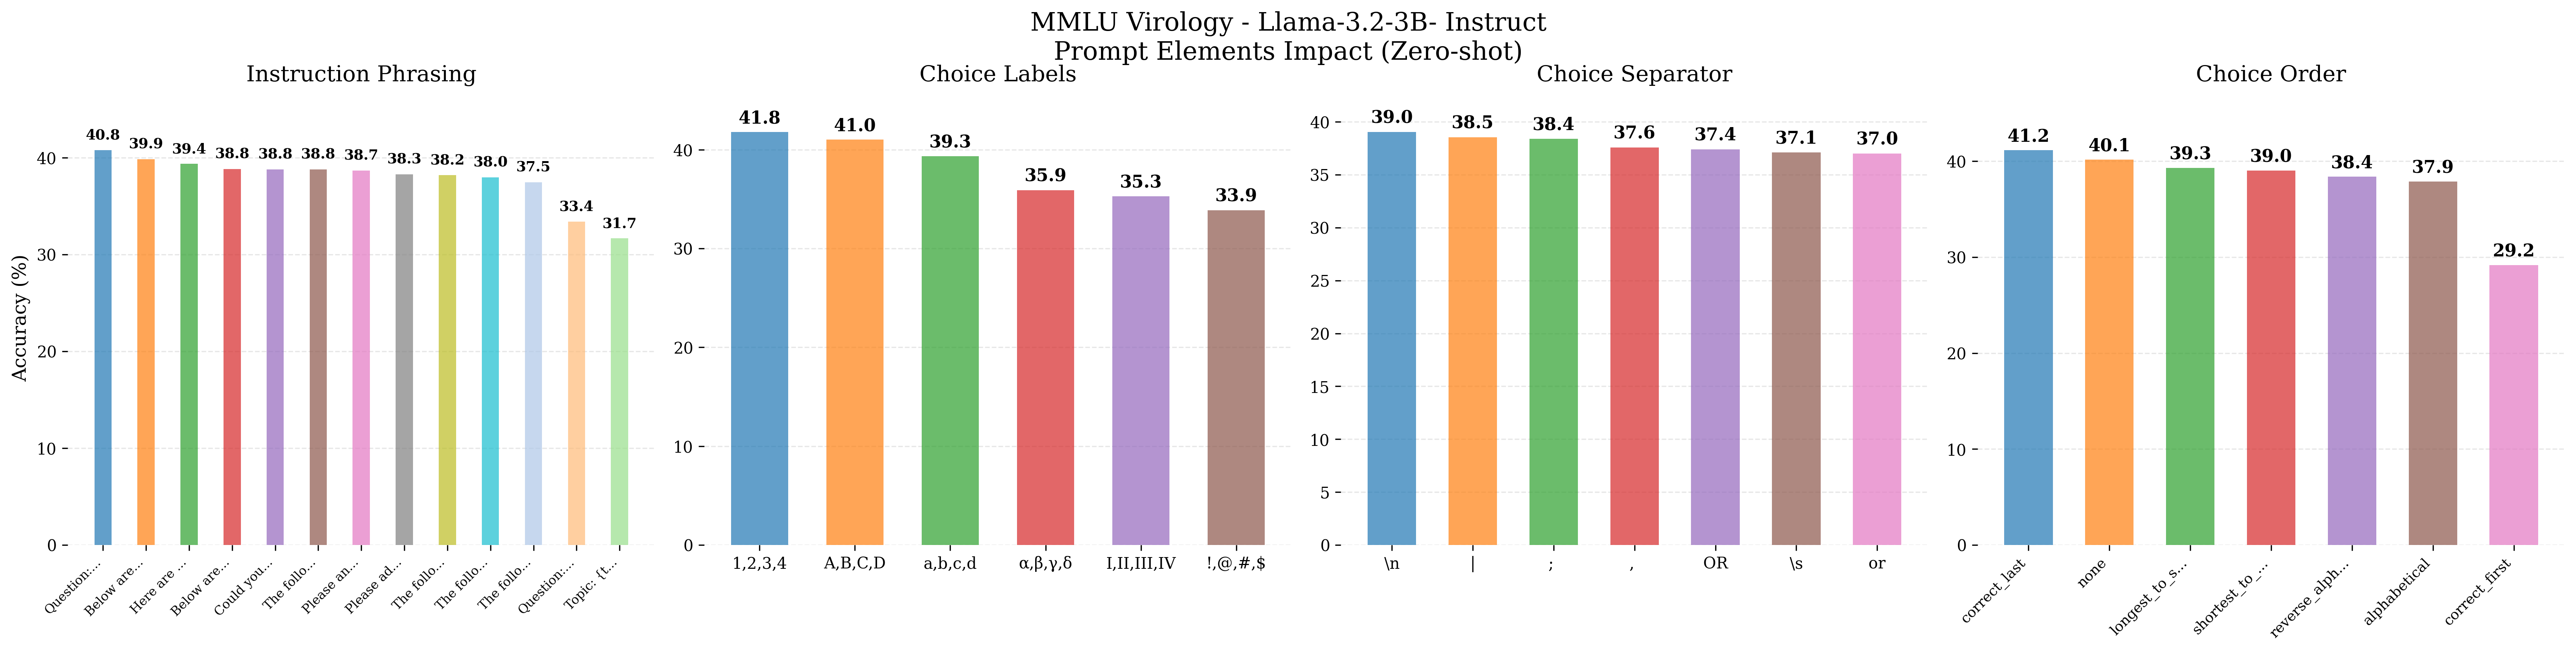 MMLU Virology - Llama-3.2-3B- Instruct
Prompt Elements Impact (Zero-shot)
Instruction Phrasing
Accuracy (%)
40
30
20
10
0
40.8
39.9
39.4
38.8
38.8
38.8
38.7
38.3
38.2
38.0
37.5
33.4
31.7
Question:...
Below are...
Here are ...
Below are...
Could you...
The follo...
Please an...
Please ad...
The follo...
The follo...
The follo...
Question:...
Topic: {t...
Choice Labels
40
30
20
10
0
41.8
41.0
39.3
35.9
35.3
33.9
1,2,3,4
A,B,C,D
a,b,c,d
α,β,γ,δ
I,II,III,IV
!,@,#,$
Choice Separator
40
35
30
25
20
15
10
5
0
39.0
38.5
38.4
37.6
37.4
37.1
37.0
\n
|
;
,
OR
\s
or
Choice Order
40
30
20
10
0
41.2
40.1
39.3
39.0
38.4
37.9
29.2
correct_last
none
longest_to_s...
shortest_to_...
reverse_alph...
alphabetical
correct_first